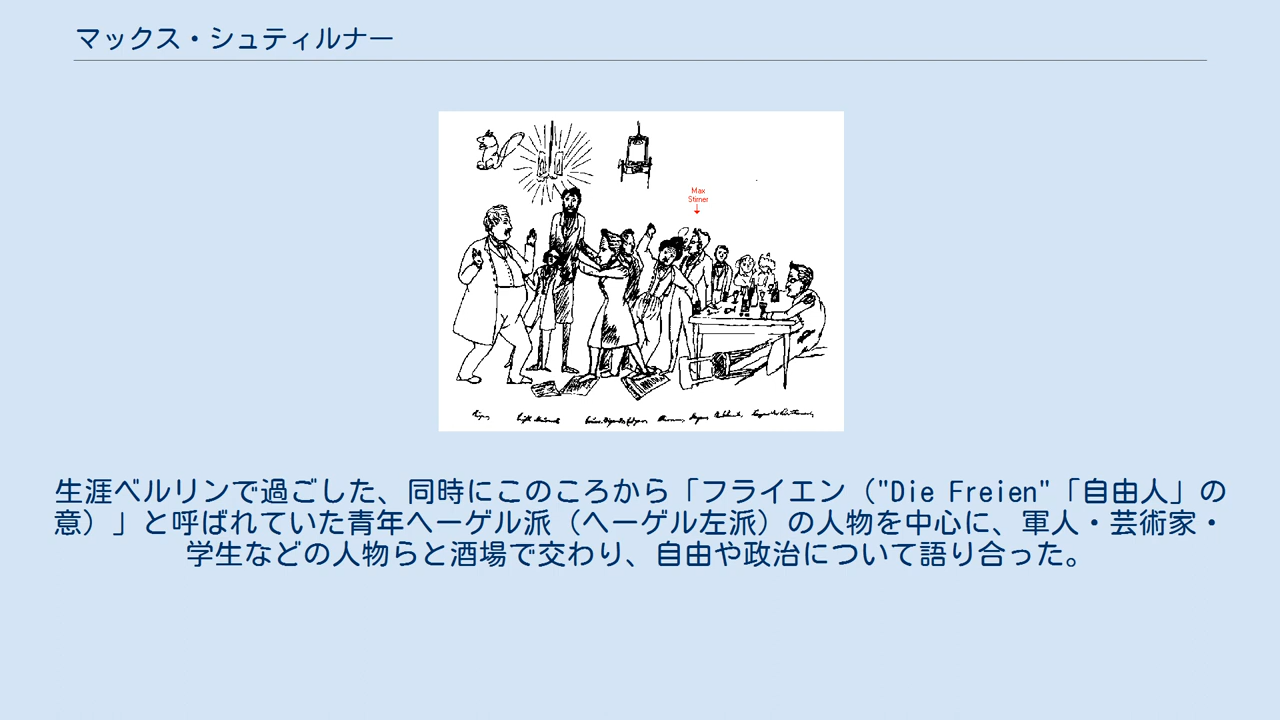 マックス・シュティルナー
Max
Stirner
生涯ベルリンで過ごした、同時にこのころから「フライエン（"Die Freien"「自由人」の
意）」と呼ばれていた青年ヘーゲル派（ヘーゲル左派）の人物を中心に、軍人・芸術家・
学生などの人物らと酒場で交わり、自由や政治について語り合った。